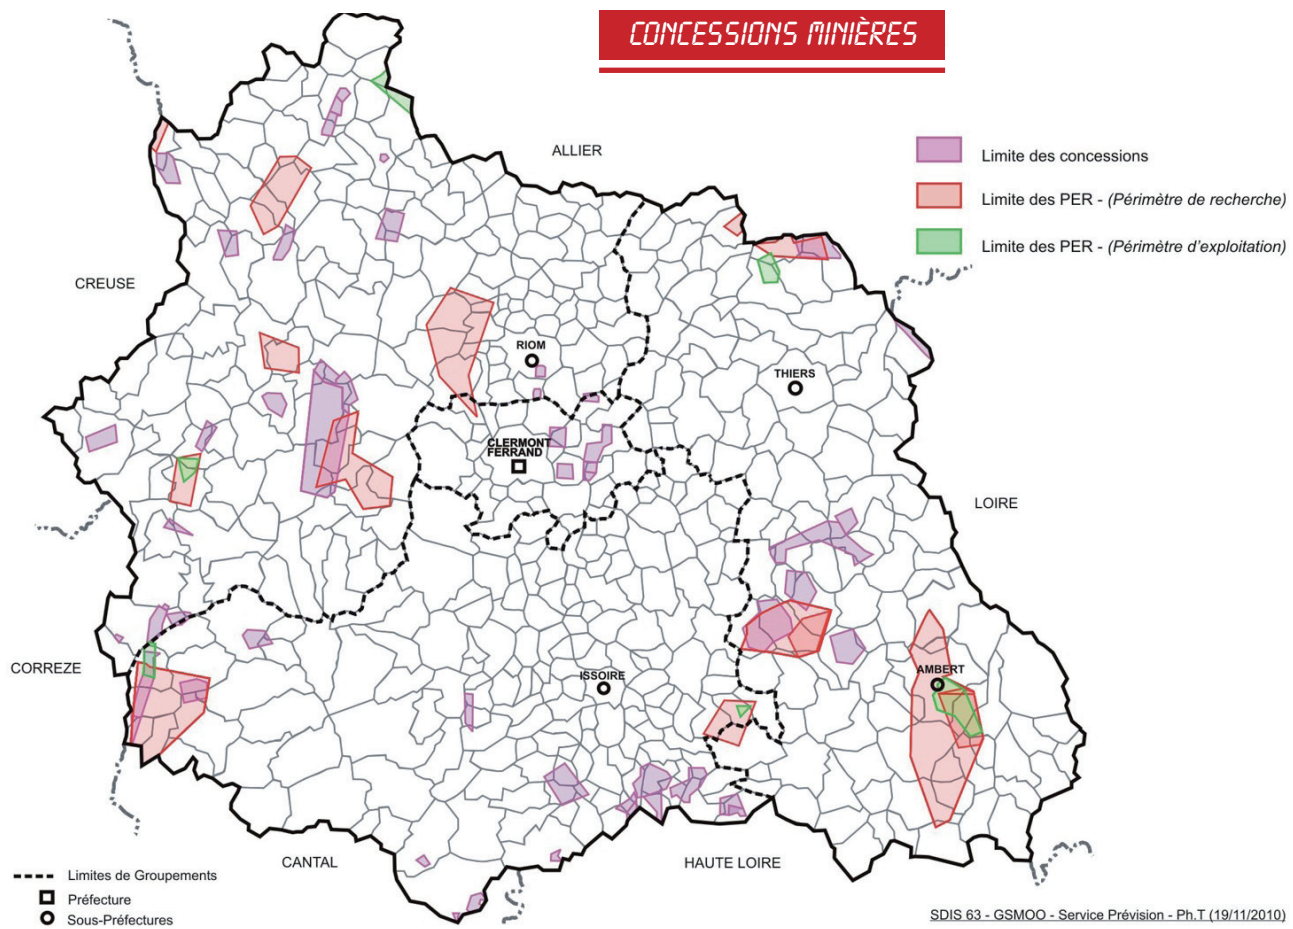 CONCESSIONS MINIÈRES
ALLIER
Limite des concessions
Limite des PER - (Périmètre de recherche)
Limite des PER - (Périmètre d'exploitation)
CREUSE
RIOM
THIERS
CLERMONT
FERRAND
LOIRE
CORREZE
ISSOIRE
AMBERT
CANTAL
HAUTE LOIRE
Limites de Groupements
Préfecture
Sous-Préfectures
SDIS 63 - GSMOO - Service Prévision - Ph.T (19/11/2010)